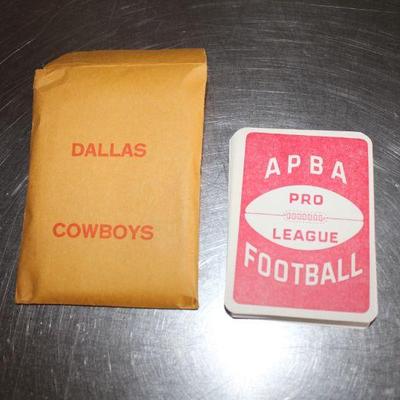 DALLAS
COWBOYS
APBA
PRO
LEAGUE
FOOTBALL